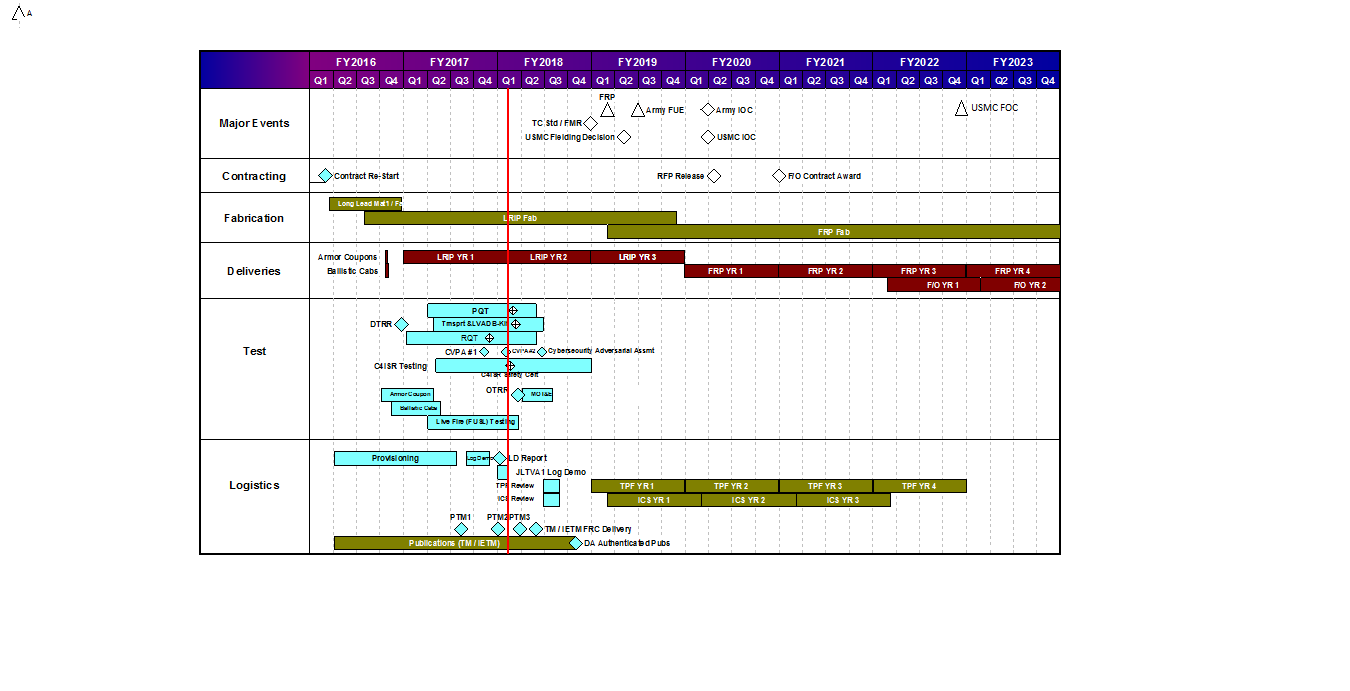 A
FY2016 FY2017 FY2018 FY2019 FY2020 FY2021 FY2022 FY2023
Q1 Q2 Q3 Q4 Q1 Q2 Q3 Q4 Q1 Q2 Q3 Q4 Q1 Q2 Q3 Q4 Q1 Q2 Q3 Q4 Q1 Q2 Q3 Q4 Q1 Q2 Q3 Q4 Q1 Q2 Q3 Q4
Major Events
FRP
Army FUE
Army IOC
USMC FOC
TC Std / FMR
USMC Fielding Decision
USMC IOC
Contracting
Contract Re-Start
RFP Release
F/O Contract Award
Fabrication
Long Lead Mat'l / Fa
LRIP Fab
FRP Fab
Deliveries
Armor Coupons
LRIP YR 1 LRIP YR2 LRIP YR 3
Ballistic Cabs
FRP YR 1 FRP YR 2 FRP YR 3 FRP YR 4
F/O YR 1 F/O YR 2
Test
PQT
DTRR
Trnsprt &LVADB-Kit
RQT
CVPA #1
CVPA#2
Cybersecurity Adversarial Assmt
C4ISR Testing
C4ISR Safety Cert
OTRR
Armor Coupon
MOT&E
Ballistic Cabs
Live Fire (FUSL) Testing
Logistics
Provisioning
Log Demo
LD Report
JLTVA1 Log Demo
TPF Review
TPF YR 1 TPF YR 2 TPF YR 3 TPF YR 4
ICS Review
ICS YR 1 ICS YR 2 ICS YR 3
PTM1
PTM2
PTM3
TM / IETM FRC Delivery
Publications (TM / IETM)
DA Authenticated Pubs